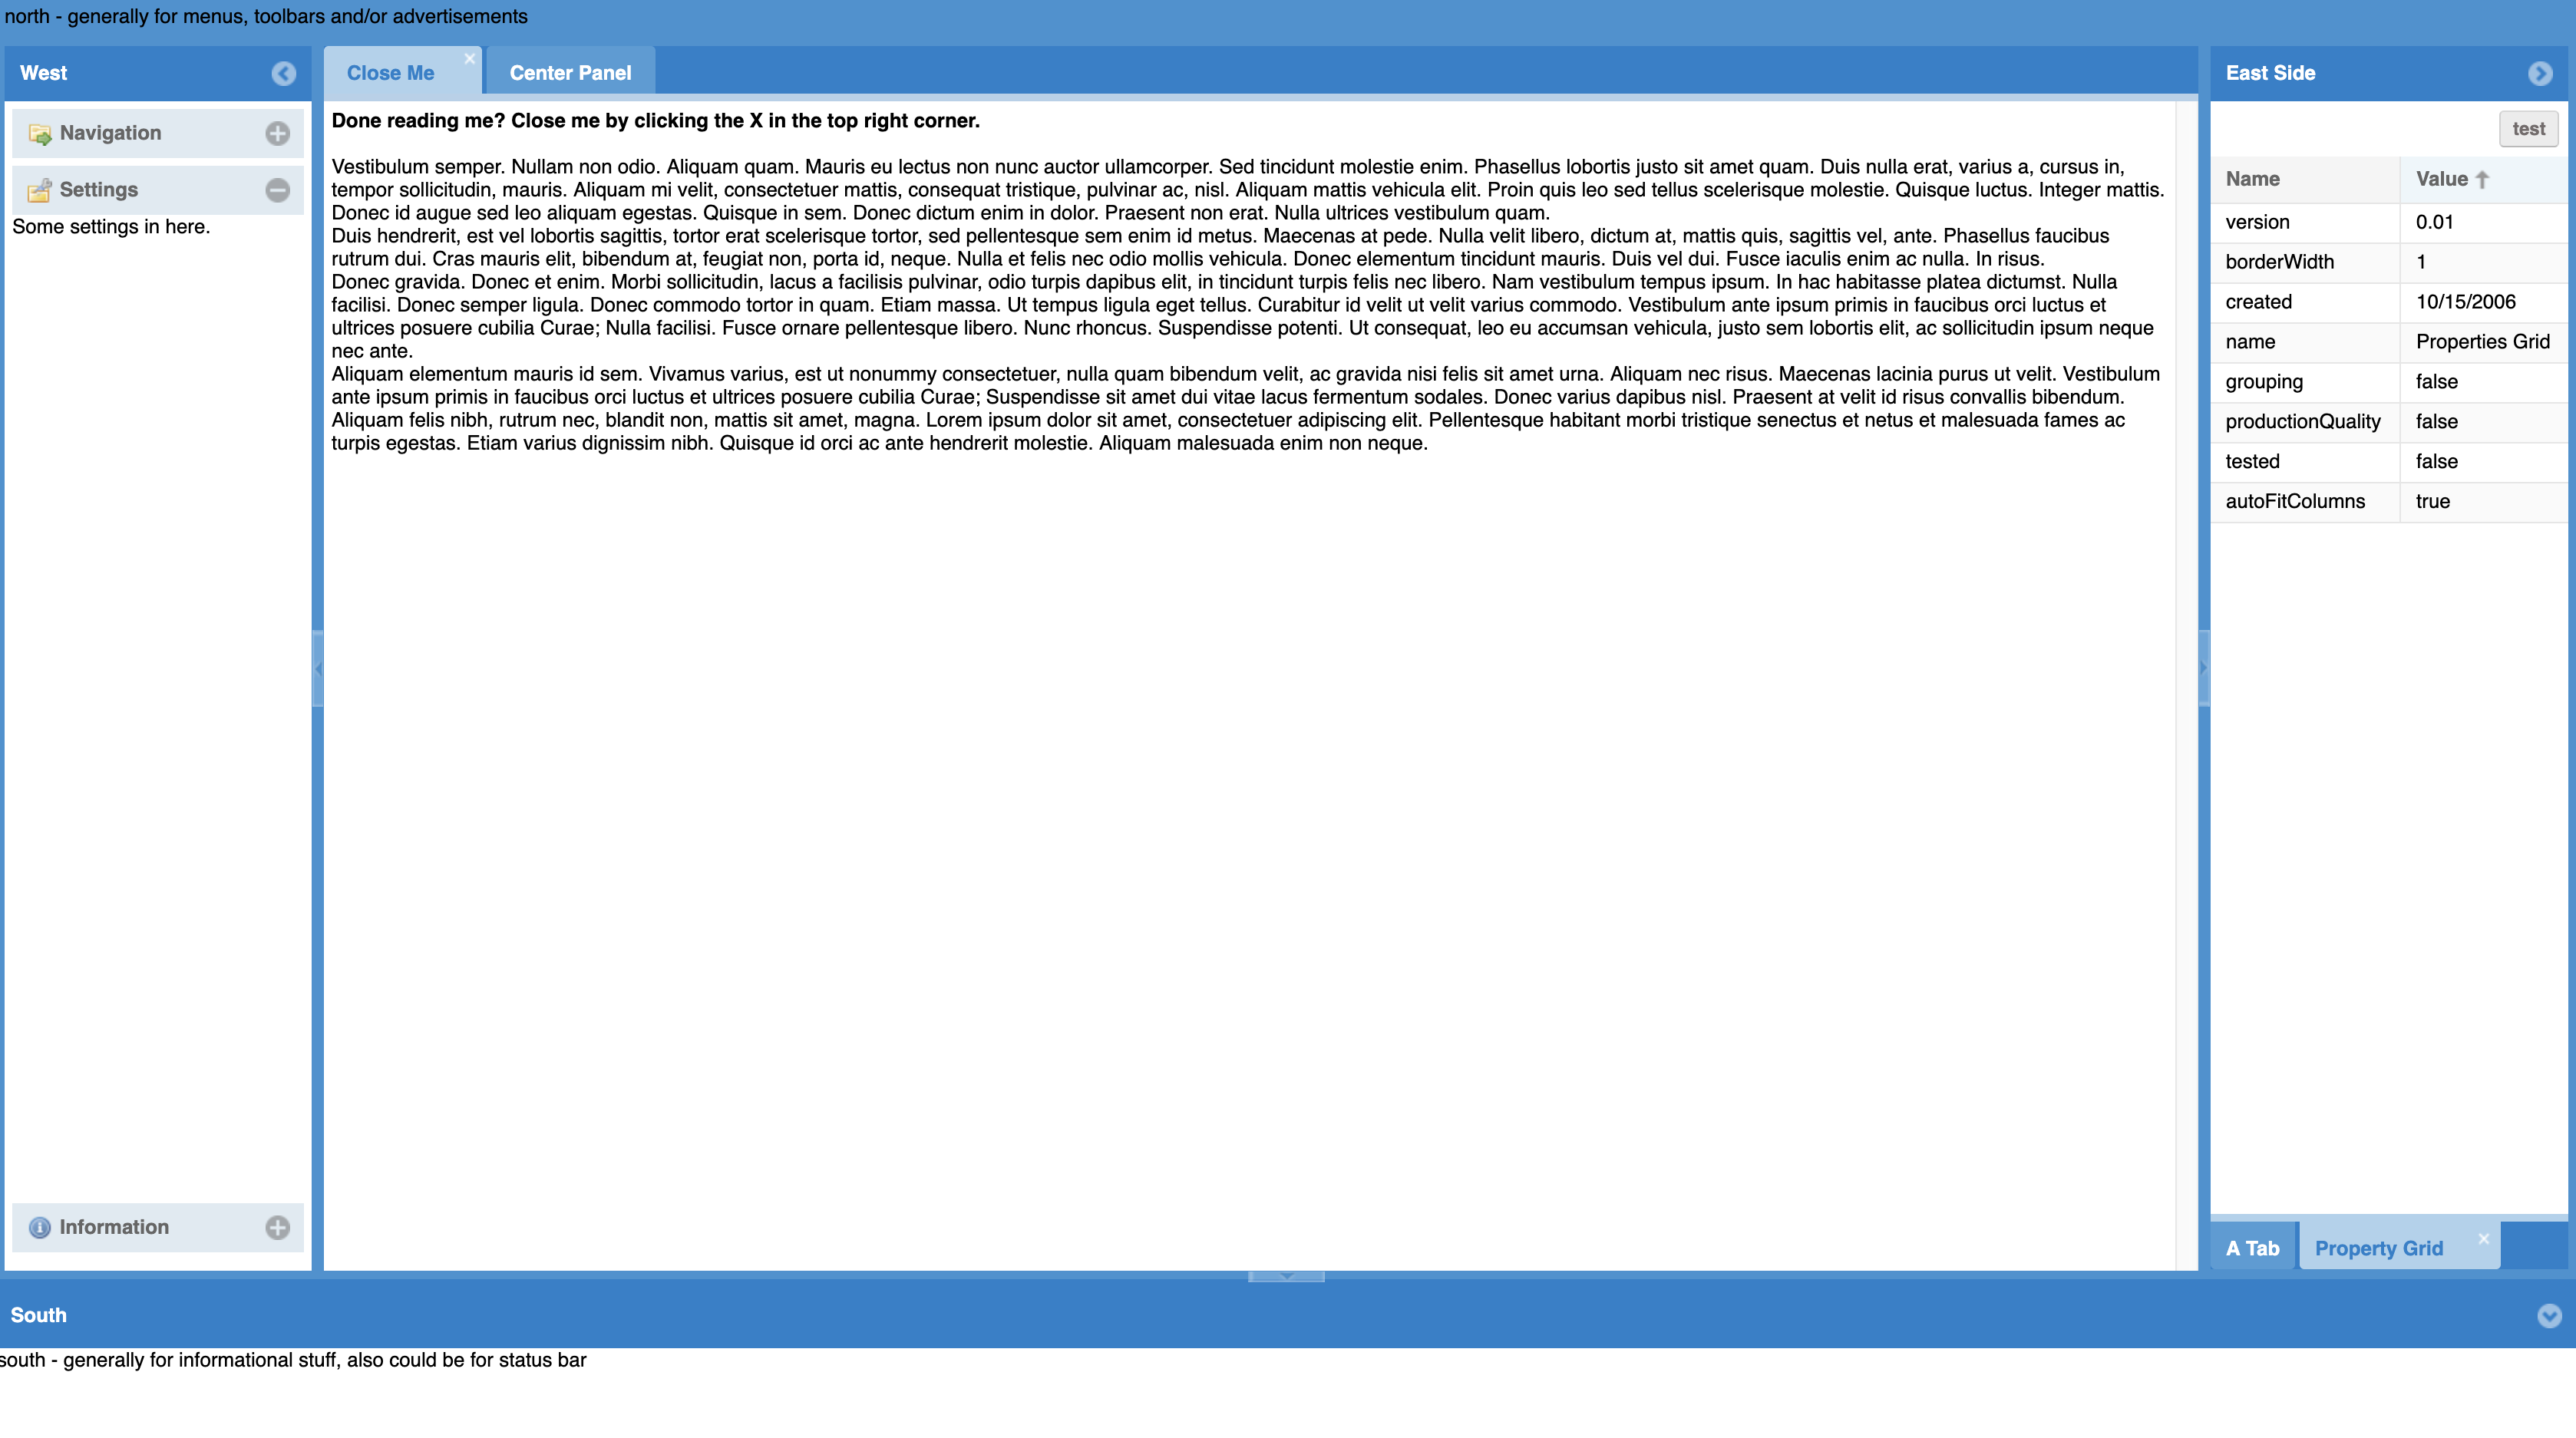 north - generally for menus, toolbars and/or advertisements
West
Navigation
Settings
Some settings in here.
Information
Close Me
Center Panel
Done reading me? Close me by clicking the X in the top right corner.
Vestibulum semper. Nullam non odio. Aliquam quam. Mauris eu lectus non nunc auctor ullamcorper. Sed tincidunt molestie enim. Phasellus lobortis justo sit amet quam. Duis nulla erat, varius a, cursus in,
tempor sollicitudin, mauris. Aliquam mi velit, consectetuer mattis, consequat tristique, pulvinar ac, nisl. Aliquam mattis vehicula elit. Proin quis leo sed tellus scelerisque molestie. Quisque luctus. Integer mattis.
Donec id augue sed leo aliquam egestas. Quisque in sem. Donec dictum enim in dolor. Praesent non erat. Nulla ultrices vestibulum quam.
Duis hendrerit, est vel lobortis sagittis, tortor erat scelerisque tortor, sed pellentesque sem enim id metus. Maecenas at pede. Nulla velit libero, dictum at, mattis quis, sagittis vel, ante. Phasellus faucibus
rutrum dui. Cras mauris elit, bibendum at, feugiat non, porta id, neque. Nulla et felis nec odio mollis vehicula. Donec elementum tincidunt mauris. Duis vel dui. Fusce iaculis enim ac nulla. In risus.
Donec gravida. Donec et enim. Morbi sollicitudin, lacus a facilisis pulvinar, odio turpis dapibus elit, in tincidunt turpis felis nec libero. Nam vestibulum tempus ipsum. In hac habitasse platea dictumst. Nulla
facilisi. Donec semper ligula. Donec commodo tortor in quam. Etiam massa. Ut tempus ligula eget tellus. Curabitur id velit ut velit varius commodo. Vestibulum ante ipsum primis in faucibus orci luctus et
ultrices posuere cubilia Curae; Nulla facilisi. Fusce ornare pellentesque libero. Nunc rhoncus. Suspendisse potenti. Ut consequat, leo eu accumsan vehicula, justo sem lobortis elit, ac sollicitudin ipsum neque
nec ante.
Aliquam elementum mauris id sem. Vivamus varius, est ut nonummy consectetuer, nulla quam bibendum velit, ac gravida nisi felis sit amet urna. Aliquam nec risus. Maecenas lacinia purus ut velit. Vestibulum
ante ipsum primis in faucibus orci luctus et ultrices posuere cubilia Curae; Suspendisse sit amet dui vitae lacus fermentum sodales. Donec varius dapibus nisl. Praesent at velit id risus convallis bibendum.
Aliquam felis nibh, rutrum nec, blandit non, mattis sit amet, magna. Lorem ipsum dolor sit amet, consectetuer adipiscing elit. Pellentesque habitant morbi tristique senectus et netus et malesuada fames ac
turpis egestas. Etiam varius dignissim nibh. Quisque id orci ac ante hendrerit molestie. Aliquam malesuada enim non neque.
East Side
test
Name Value
version 0.01
borderWidth 1
created 10/15/2006
name Properties Grid
grouping false
productionQuality false
tested false
autoFitColumns true
A Tab
Property Grid
South
south - generally for informational stuff, also could be for status bar